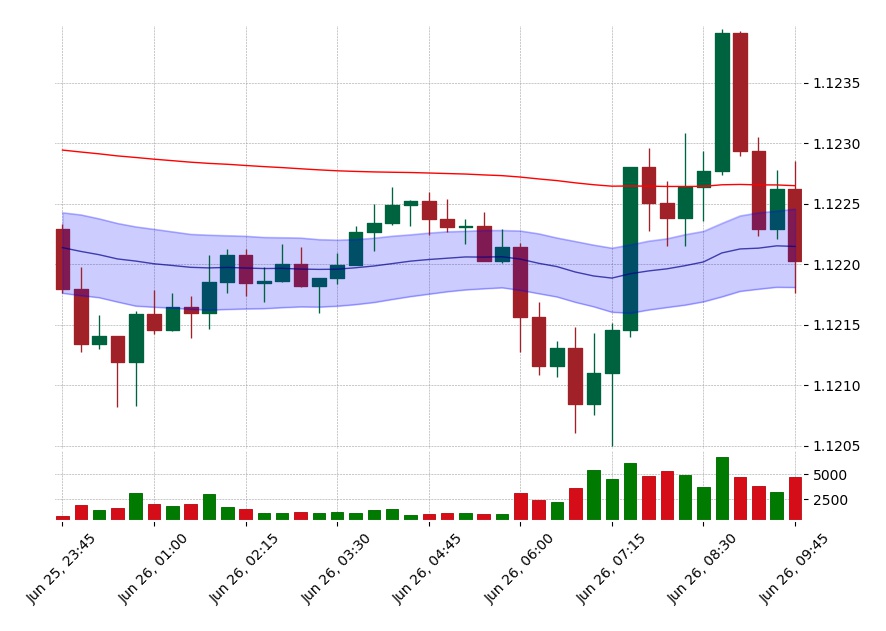 1.1235
1.1230
1.1225
1.1220
1.1215
1.1210
1.1205
5000
2500
Jun 25, 23:45
Jun 26, 01:00
Jun 26, 02:15
Jun 26, 03:30
Jun 26, 04:45
Jun 26, 06:00
Jun 26, 07:15
Jun 26, 08:30
Jun 26, 09:45